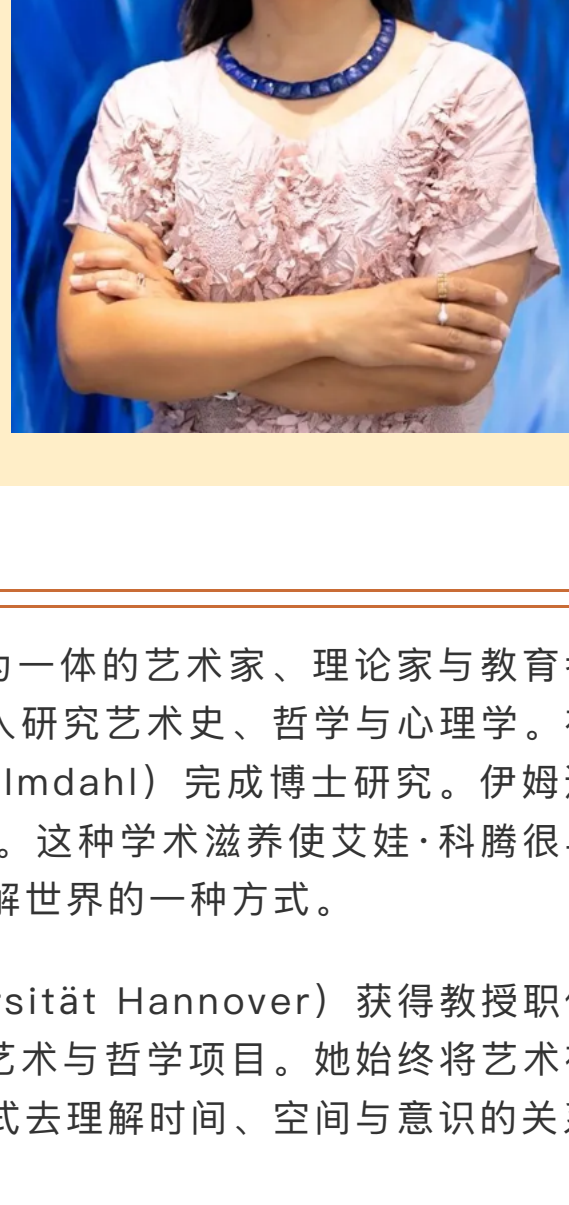 一体的艺术家、理论家与教育
研究艺术史、哲学与心理学。
Imdahl）完成博士研究。伊姆
。这种学术滋养使艾娃·科腾很
解世界的一种方式。
sität Hannover）获得教授职
艺术与哲学项目。她始终将艺术
式去理解时间、空间与意识的关